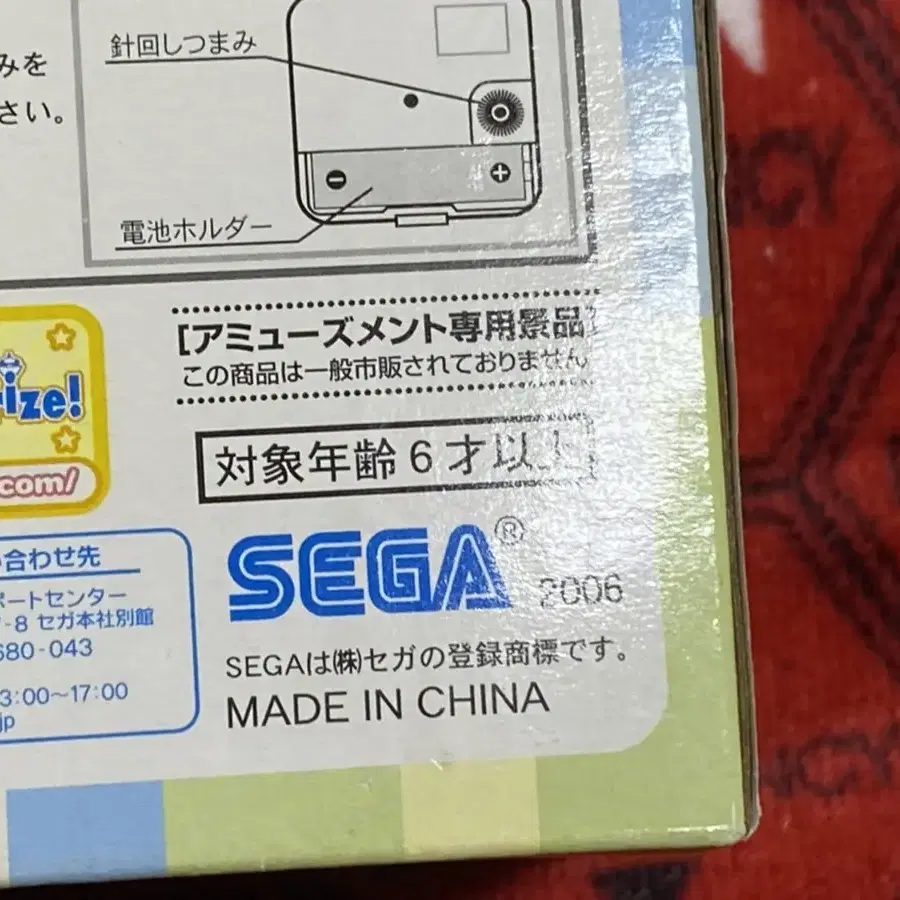 針回しつまみ
みを
さい。
電池ホルダー
[アミューズメント専用景品
この商品は一般市販されておりません
対象年齢6才以上
ize!
.com/
合わせ先
ポートセンター
-8 セガ本社別館
680-043
3:00〜17:00
jp
SEGA® 2006
SEGAは㈱セガの登録商標です。
MADE IN CHINA